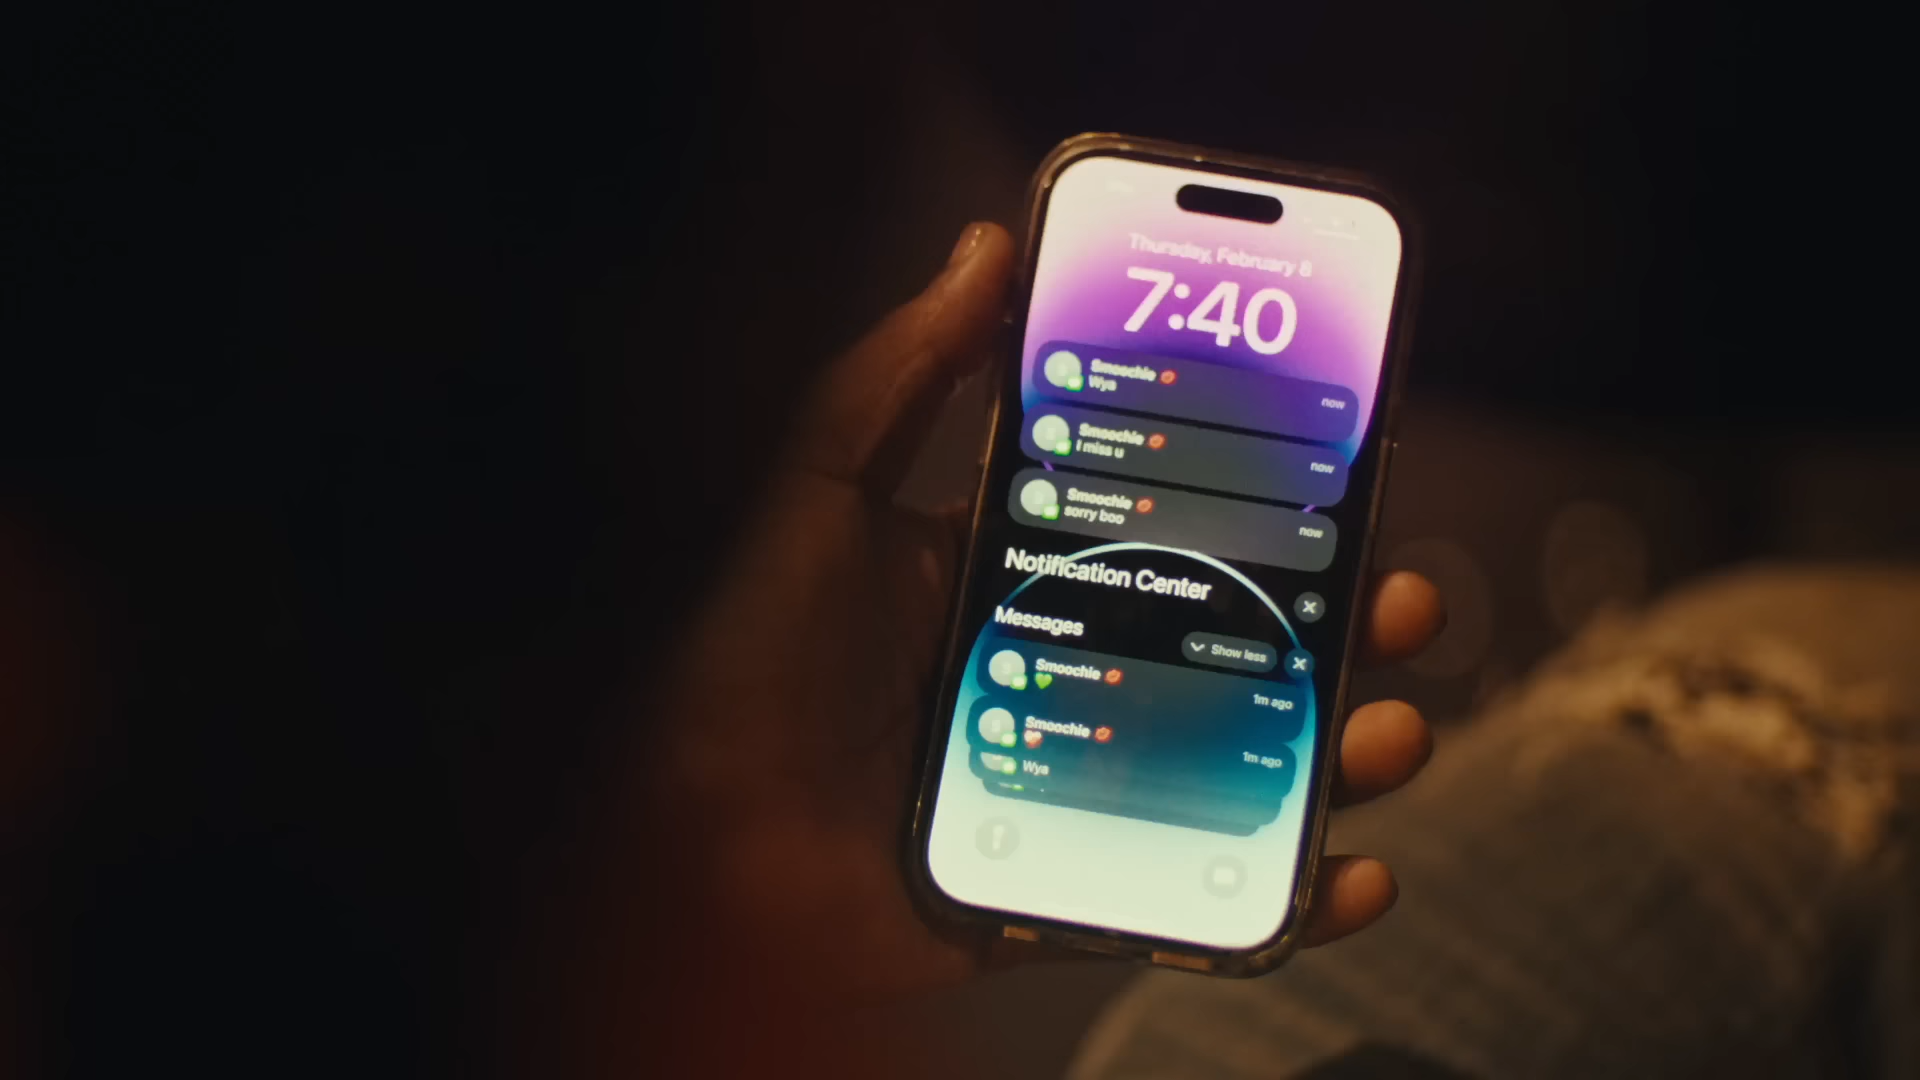 Thursday, February 8
7:40
Smoochie 💋
Wya
now
Smoochie 💋
I miss u
now
Smoochie 💋
sorry boo
now
Notification Center
Messages
Show less
Smoochie 💋
💚
1m ago
Smoochie 💋
❤️‍🩹
1m ago
Wya